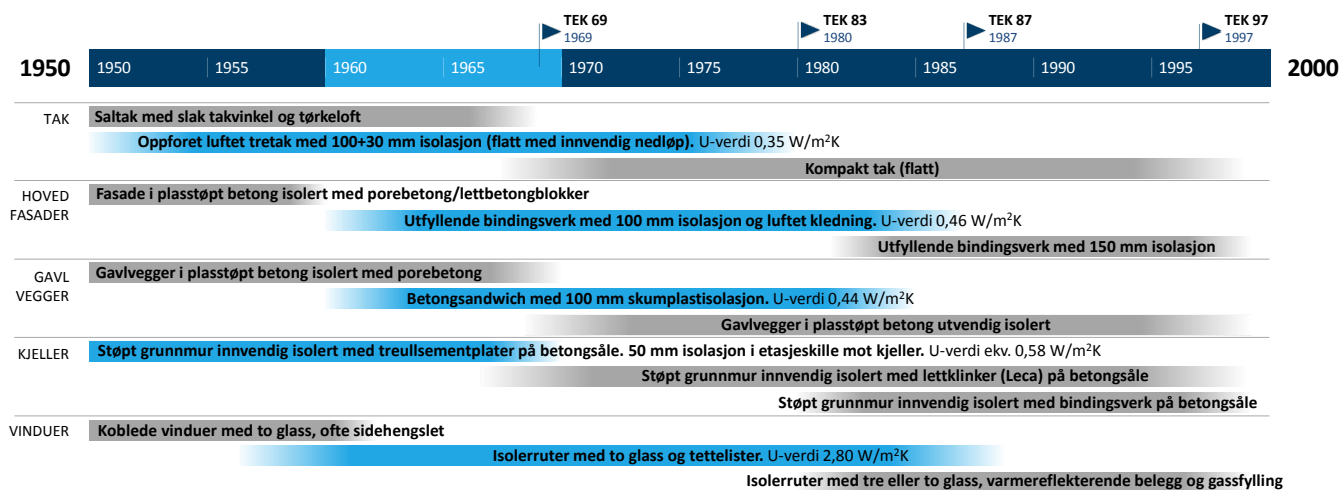 TEK 69
1969
TEK 83
1980
TEK 87
1987
TEK 97
1997
1950 1950 1955 1960 1965 1970 1975 1980 1985 1990 1995 2000
TAK
Saltak med slak takvinkel og tørkeloft
Oppforet luftet tretak med 100+30 mm isolasjon (flatt med innvendig nedløp). U-verdi 0,35 W/m²K
Kompakt tak (flatt)
HOVED
FASADER
Fasade i plasstøpt betong isolert med porebetong/lettbetongblokker
Utfyllende bindingsverk med 100 mm isolasjon og luftet kledning. U-verdi 0,46 W/m²K
Utfyllende bindingsverk med 150 mm isolasjon
GAVL
VEGGER
Gavlvegger i plasstøpt betong isolert med porebetong
Betongsandwich med 100 mm skumplastisolasjon. U-verdi 0,44 W/m²K
Gavlvegger i plasstøpt betong utvendig isolert
KJELLER
Støpt grunnmur innvendig isolert med treullsementplater på betongsåle. 50 mm isolasjon i etasjeskille mot kjeller. U-verdi ekv. 0,58 W/m²K
Støpt grunnmur innvendig isolert med lettklinker (Leca) på betongsåle
Støpt grunnmur innvendig isolert med bindingsverk på betongsåle
VINDUER
Koblede vinduer med to glass, ofte sidehengslet
Isolerruter med to glass og tettelister. U-verdi 2,80 W/m²K
Isolerruter med tre eller to glass, varmereflekterende belegg og gassfylling